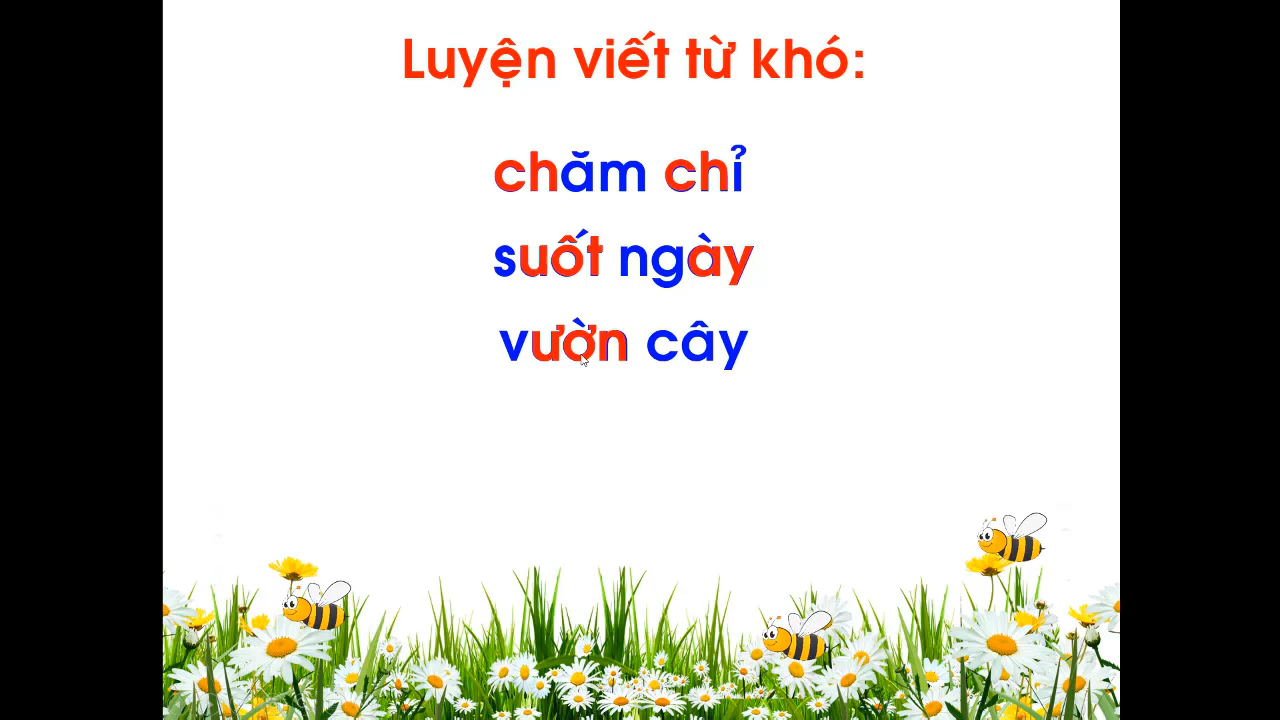 Luyện viết từ khó:
chăm chỉ
suốt ngày
vườn cây